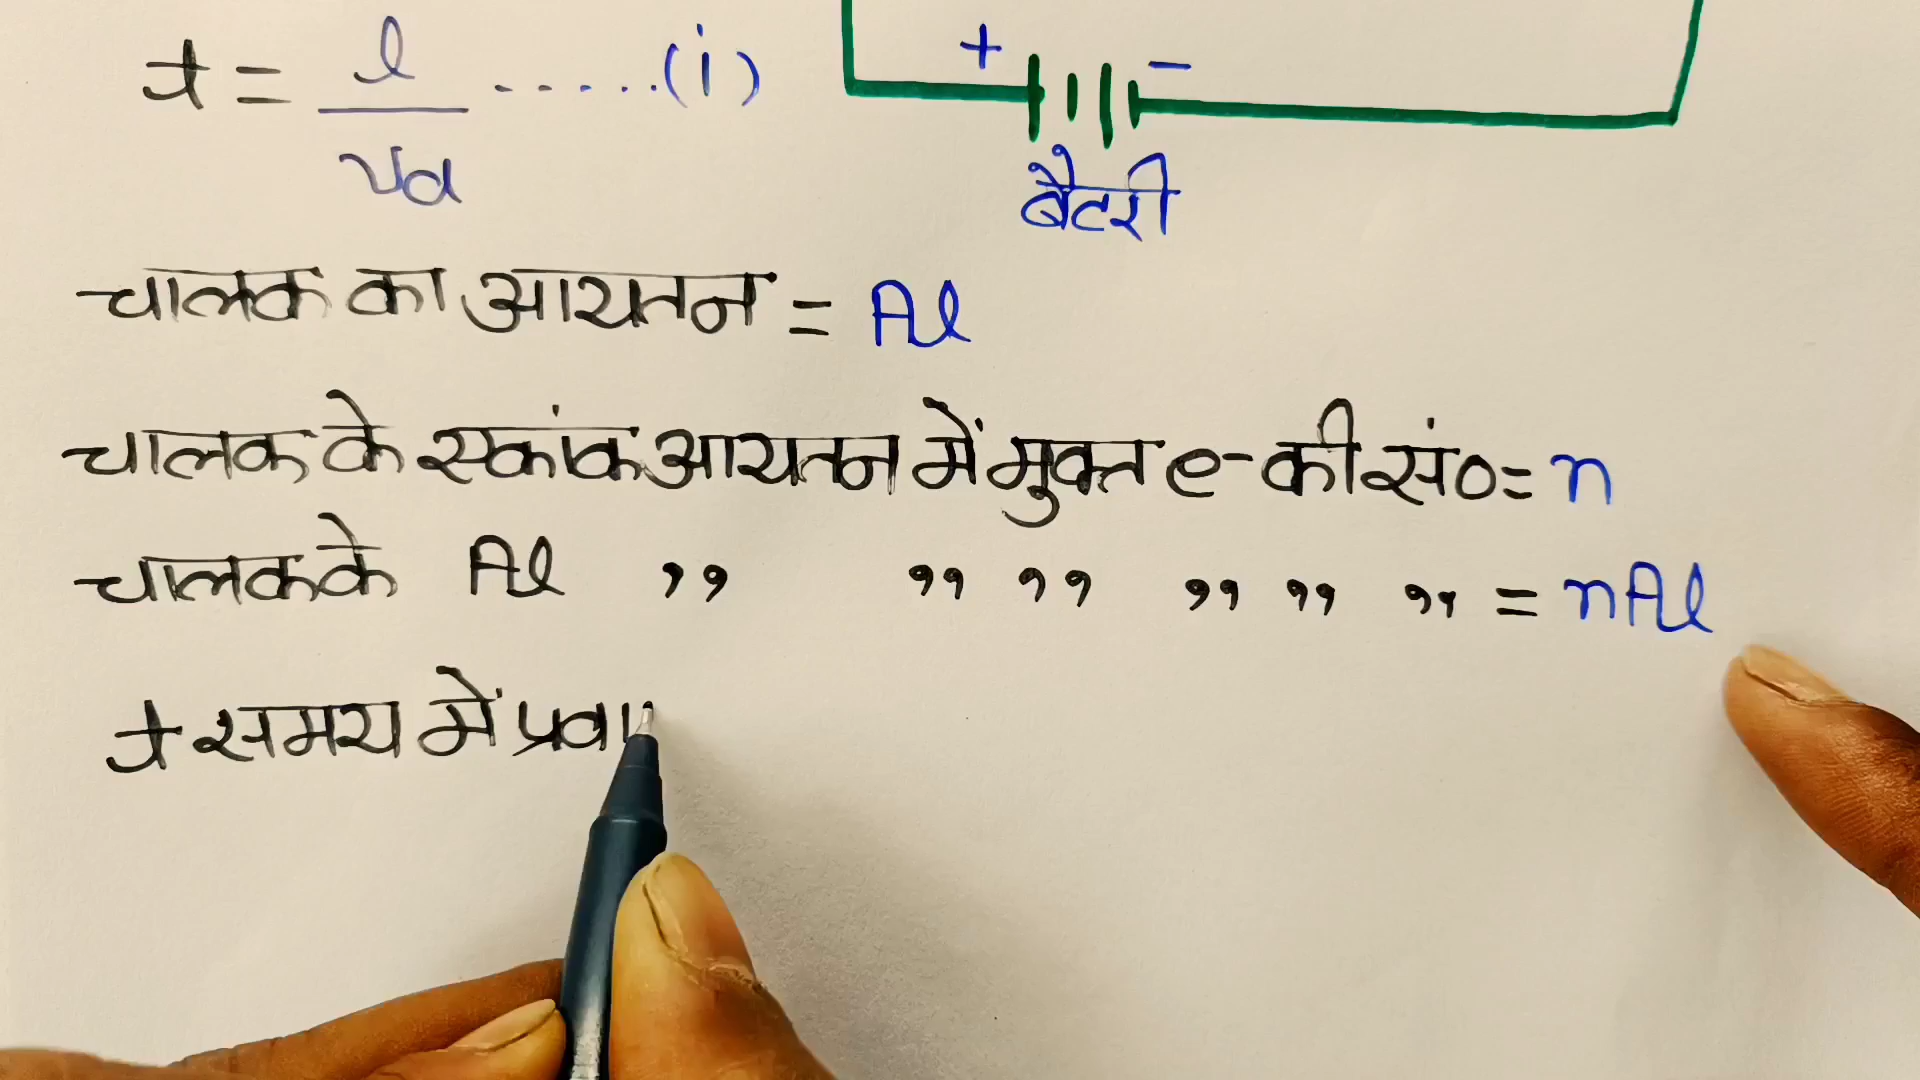 t = l / vd .....(i)
+ −
बैटरी
चालक का आयतन = Al
चालक के एकांक आयतन में मुक्त e- की सं० = n
चालक के Al ,, ,, ,, ,, ,, ,, = nAl
t समय में प्रवा